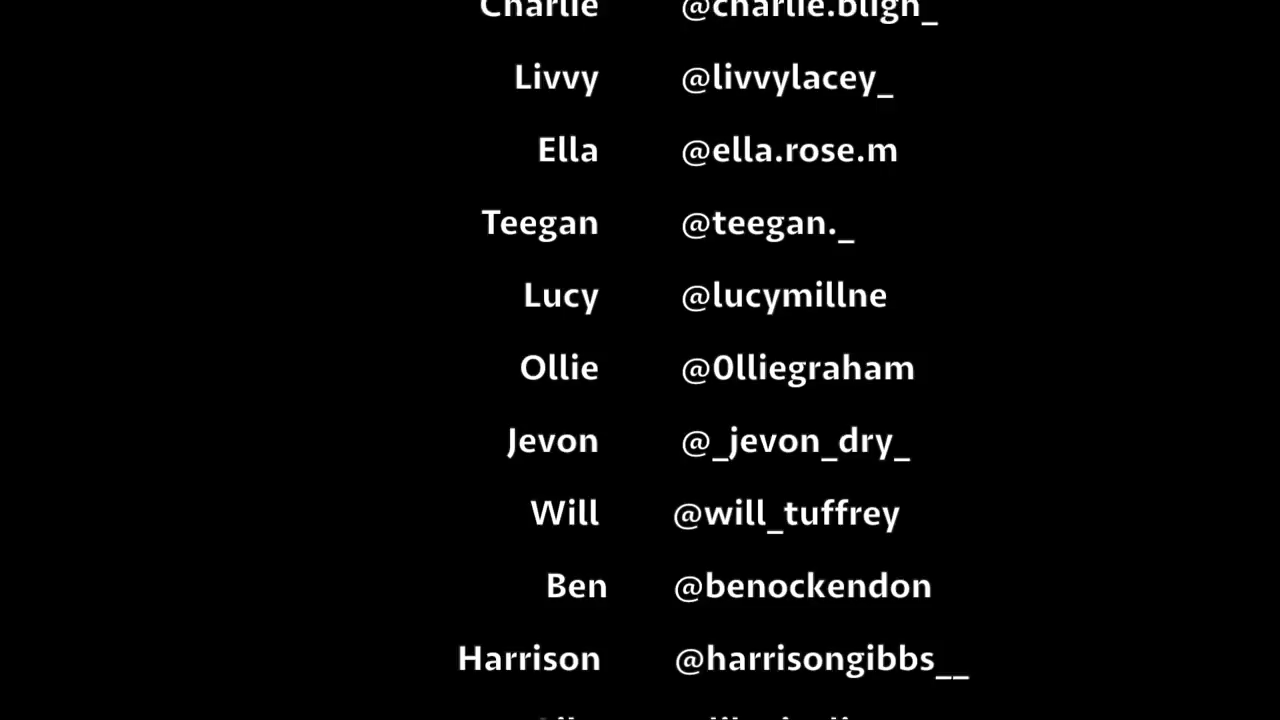 Charlie @charlie.bligh_
Livvy @livvylacey_
Ella @ella.rose.m
Teegan @teegan._
Lucy @lucymillne
Ollie @0lliegraham
Jevon @_jevon_dry_
Will @will_tuffrey
Ben @benockendon
Harrison @harrisongibbs__